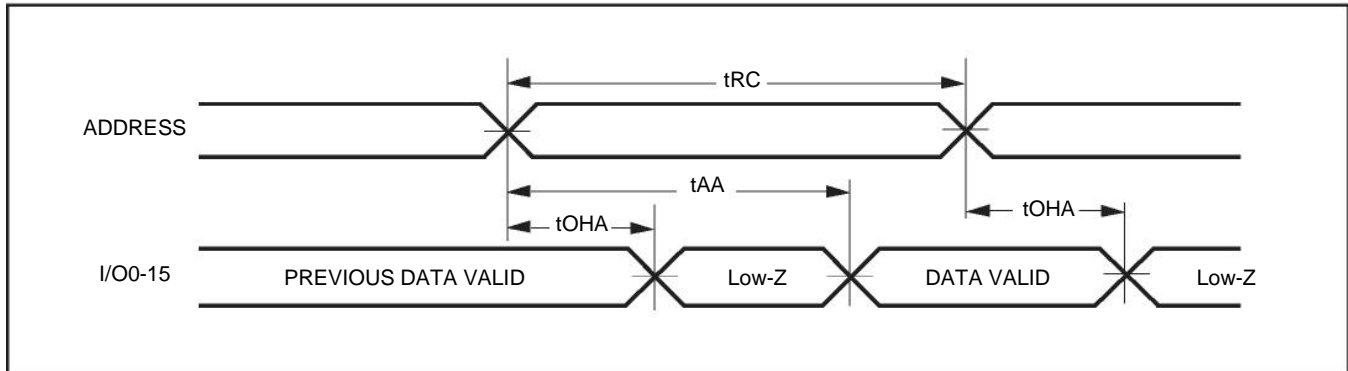 tRC
ADDRESS
tAA
tOHA
tOHA
I/O0-15
PREVIOUS DATA VALID
Low-Z
DATA VALID
Low-Z